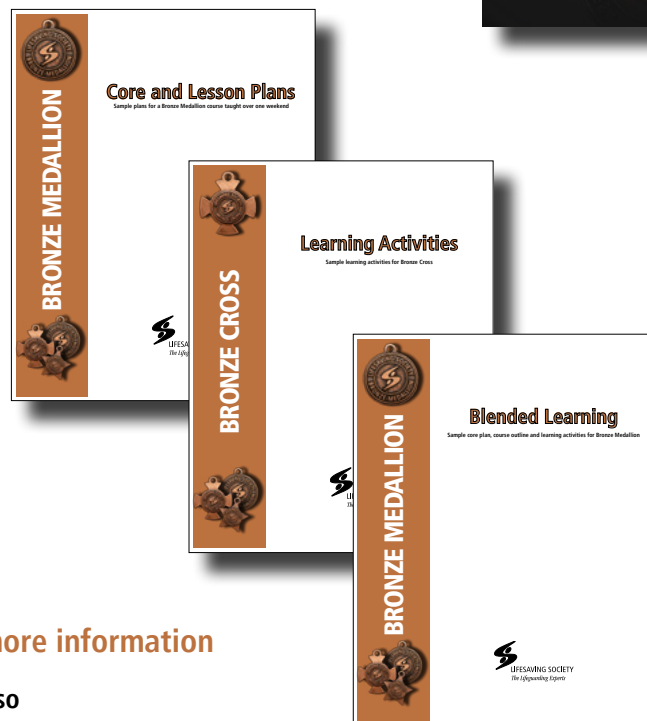 Core and Lesson Plans
Sample plans for a Bronze Medallion course taught over one weekend
BRONZE MEDALLION
Learning Activities
Sample learning activities for Bronze Cross
BRONZE CROSS
Blended Learning
Sample core plan, course outline and learning activities for Bronze Medallion
BRONZE MEDALLION
LIFESAVING SOCIETY
The Lifeguarding Experts
more information
so